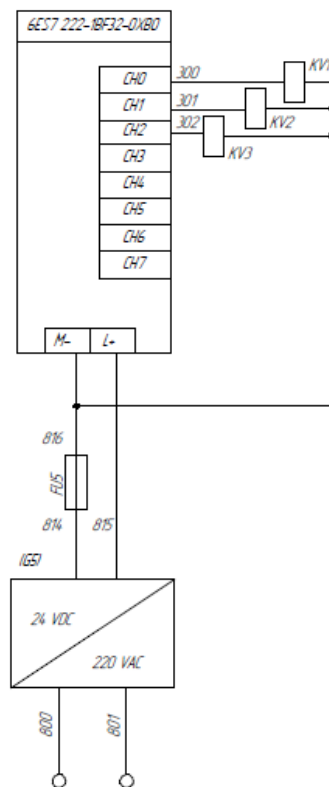 6ES7 222-1BF32-0XB0
CH0
300
KV1
CH1
301
KV2
CH2
302
KV3
CH3
CH4
CH5
CH6
CH7
M-
L+
816
FU5
814
815
(G5)
24 VDC
220 VAC
800
801